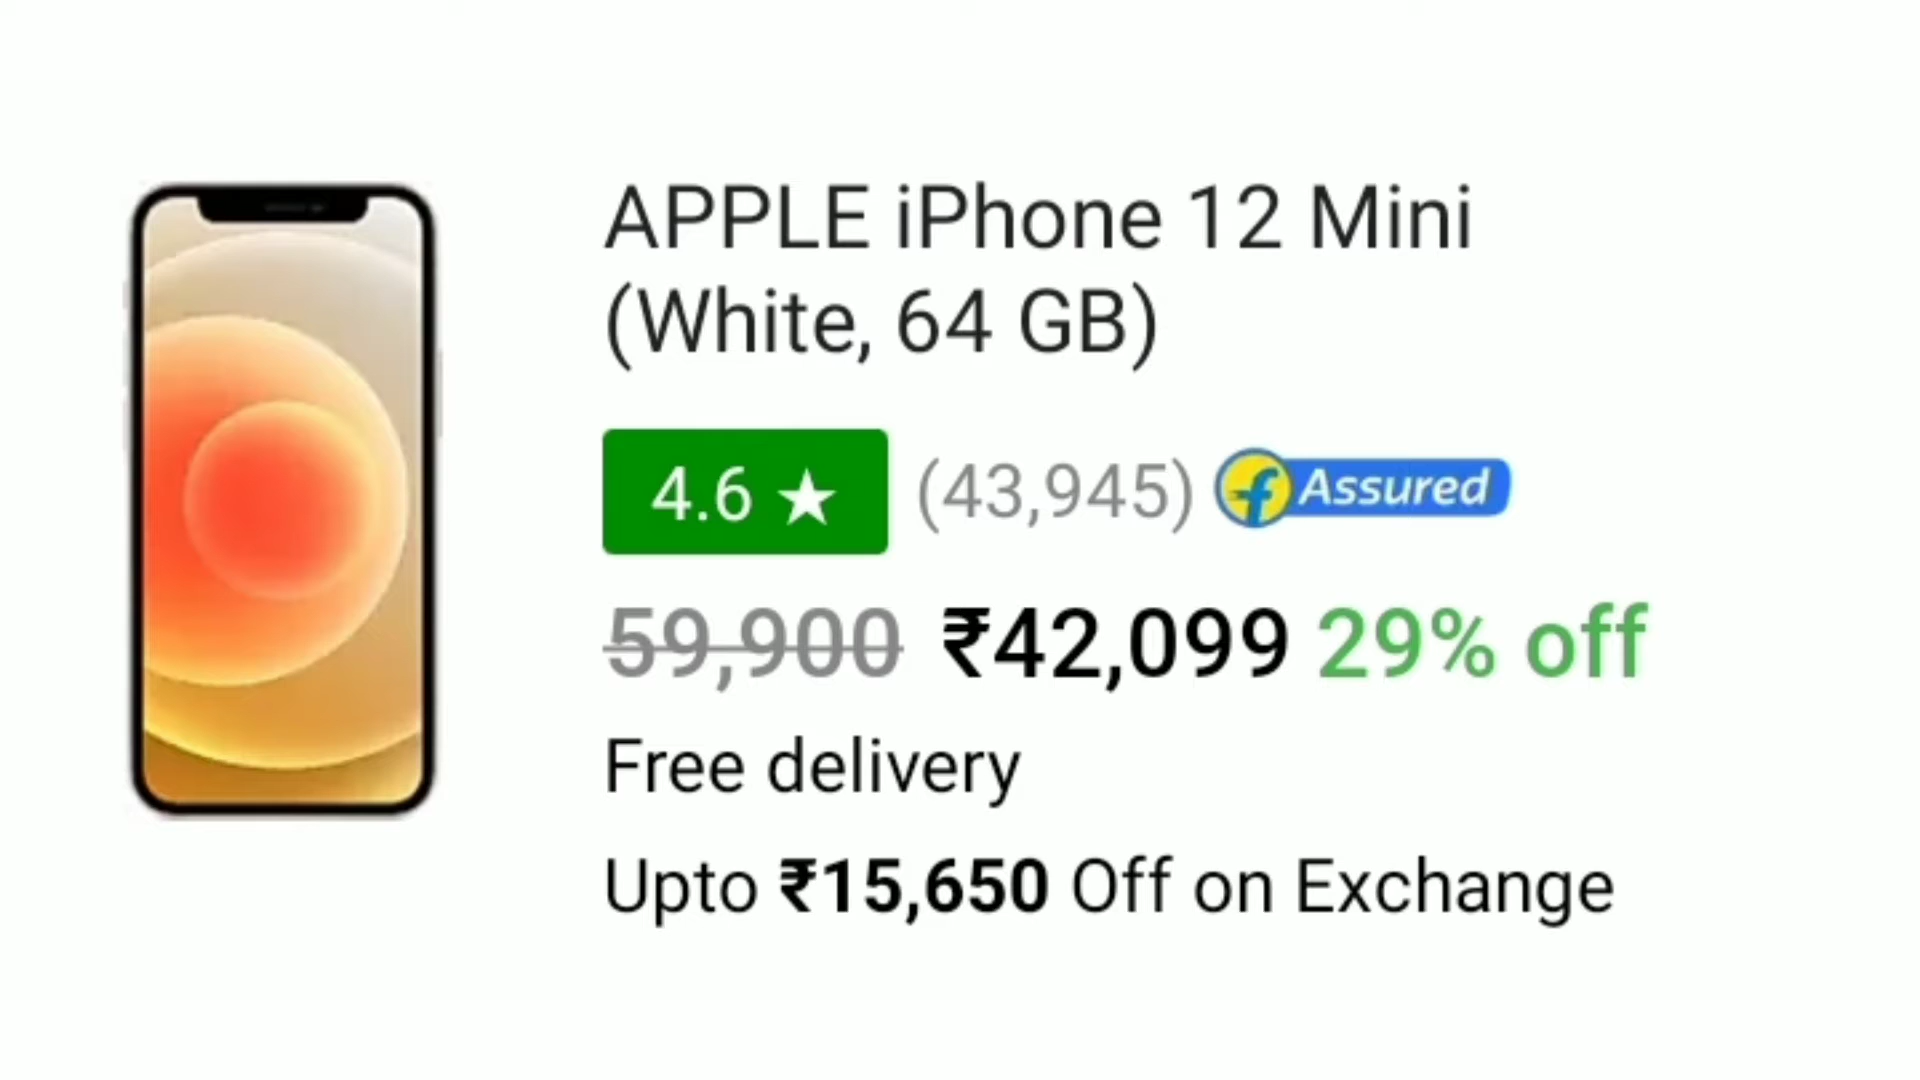 APPLE iPhone 12 Mini
(White, 64 GB)
4.6 ★ (43,945) f Assured
59,900 ₹42,099 29% off
Free delivery
Upto ₹15,650 Off on Exchange